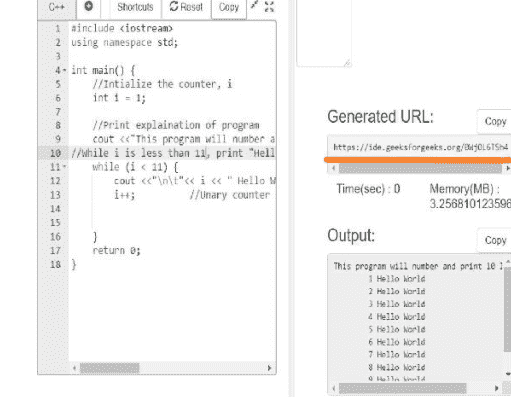 C++ Shortcuts Reset Copy
1 #include <iostream>
2 using namespace std;
3
4 int main() {
5 //Intialize the counter, i
6 int i = 1;
7
8 //Print explaination of program
9 cout <<"This program will number a
10 //While i is less than 11, print "Hell
11 while (i < 11) {
12 cout <<"\n\t"<< i << " Hello W
13 i++; //Unary counter
14
15
16 }
17 return 0;
18 }
Generated URL: Copy
Time(sec) : 0 Memory(MB) :
3.256810123596
Output: Copy
This program will number and print 10
1 Hello World
2 Hello World
3 Hello World
4 Hello World
5 Hello World
6 Hello World
7 Hello World
8 Hello World
9 Hello World